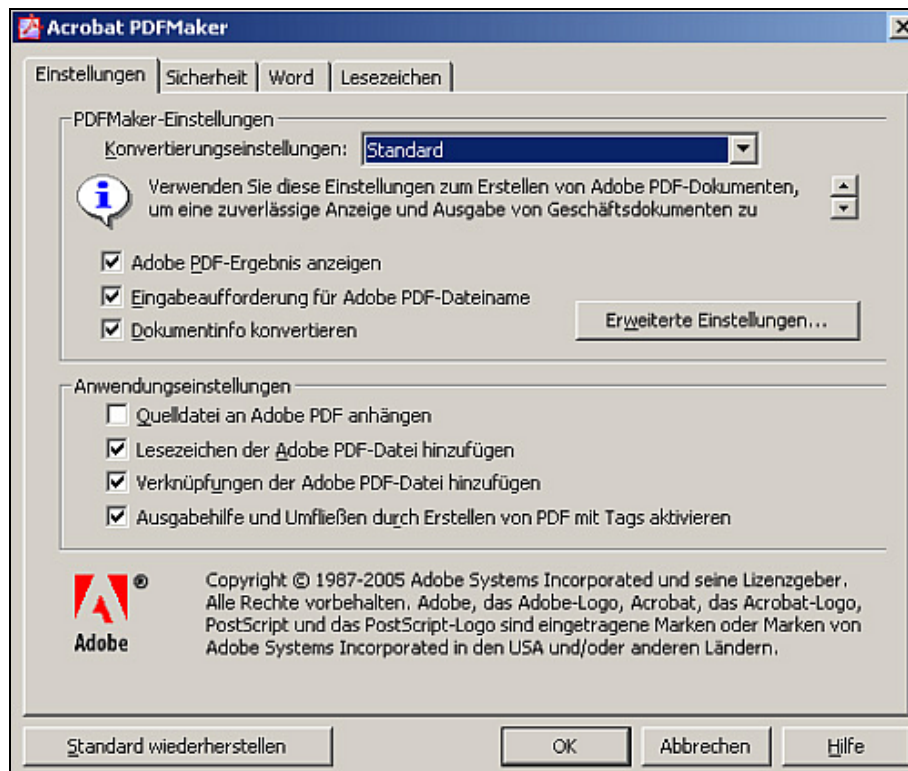 Acrobat PDFMaker
Einstellungen Sicherheit Word Lesezeichen
PDFMaker-Einstellungen
Konvertierungseinstellungen: Standard
Verwenden Sie diese Einstellungen zum Erstellen von Adobe PDF-Dokumenten,
um eine zuverlässige Anzeige und Ausgabe von Geschäftsdokumenten zu
Adobe PDF-Ergebnis anzeigen
Eingabeaufforderung für Adobe PDF-Dateiname
Dokumentinfo konvertieren
Erweiterte Einstellungen...
Anwendungseinstellungen
Quelldatei an Adobe PDF anhängen
Lesezeichen der Adobe PDF-Datei hinzufügen
Verknüpfungen der Adobe PDF-Datei hinzufügen
Ausgabehilfe und Umfließen durch Erstellen von PDF mit Tags aktivieren
Adobe
®
Copyright © 1987-2005 Adobe Systems Incorporated und seine Lizenzgeber.
Alle Rechte vorbehalten. Adobe, das Adobe-Logo, Acrobat, das Acrobat-Logo,
PostScript und das PostScript-Logo sind eingetragene Marken oder Marken von
Adobe Systems Incorporated in den USA und/oder anderen Ländern.
Standard wiederherstellen OK Abbrechen Hilfe